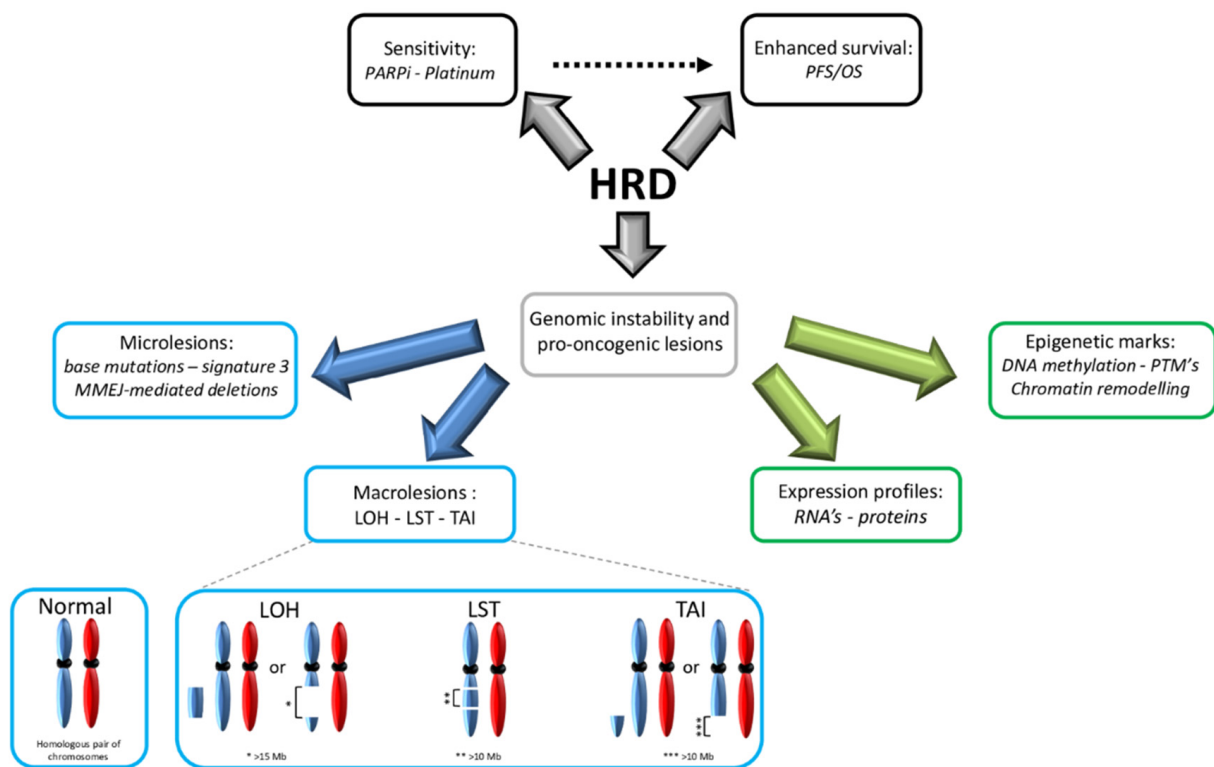 Sensitivity:
PARPi - Platinum
Enhanced survival:
PFS/OS
HRD
Genomic instability and
pro-oncogenic lesions
Microlesions:
base mutations – signature 3
MMEJ-mediated deletions
Epigenetic marks:
DNA methylation - PTM's
Chromatin remodelling
Macrolesions :
LOH - LST - TAI
Expression profiles:
RNA's - proteins
Normal
Homologous pair of
chromosomes
LOH
or
*
* >15 Mb
LST
**
** >10 Mb
TAI
or
***
*** >10 Mb